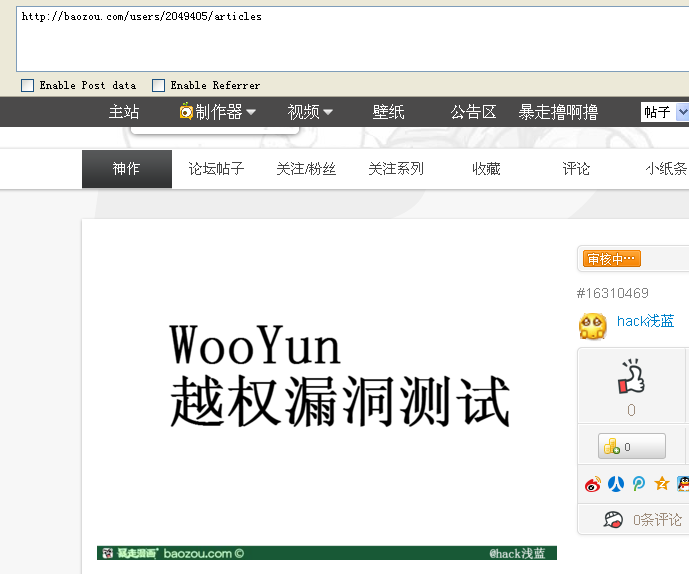 http://baozou.com/users/2049405/articles
Enable Post data Enable Referrer
主站 制作器 视频 壁纸 公告区 暴走撸啊撸 帖子
神作 论坛帖子 关注/粉丝 关注系列 收藏 评论 小纸条
审核中…
#16310469
hack浅蓝
WooYun
越权漏洞测试
0
0
0条评论
暴走漫画 baozou.com © @hack浅蓝